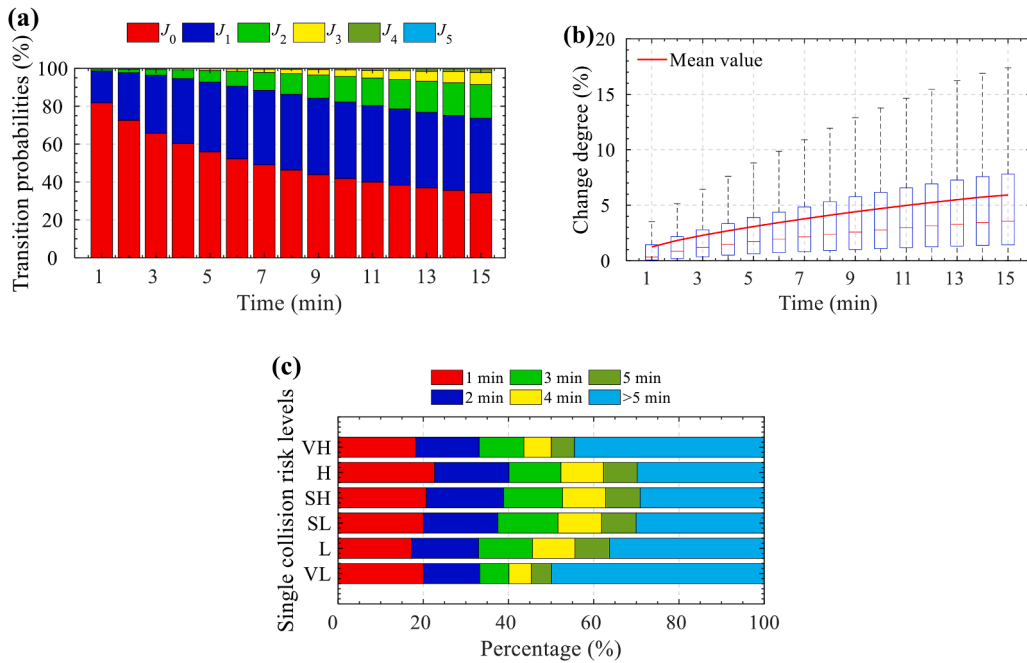 (a)
J0 J1 J2 J3 J4 J5
Transition probabilities (%)
100
80
60
40
20
0
1 3 5 7 9 11 13 15
Time (min)
(b)
Mean value
Change degree (%)
20
15
10
5
0
1 3 5 7 9 11 13 15
Time (min)
(c)
1 min 3 min 5 min
2 min 4 min >5 min
Single collision risk levels
VH
H
SH
SL
L
VL
0 20 40 60 80 100
Percentage (%)